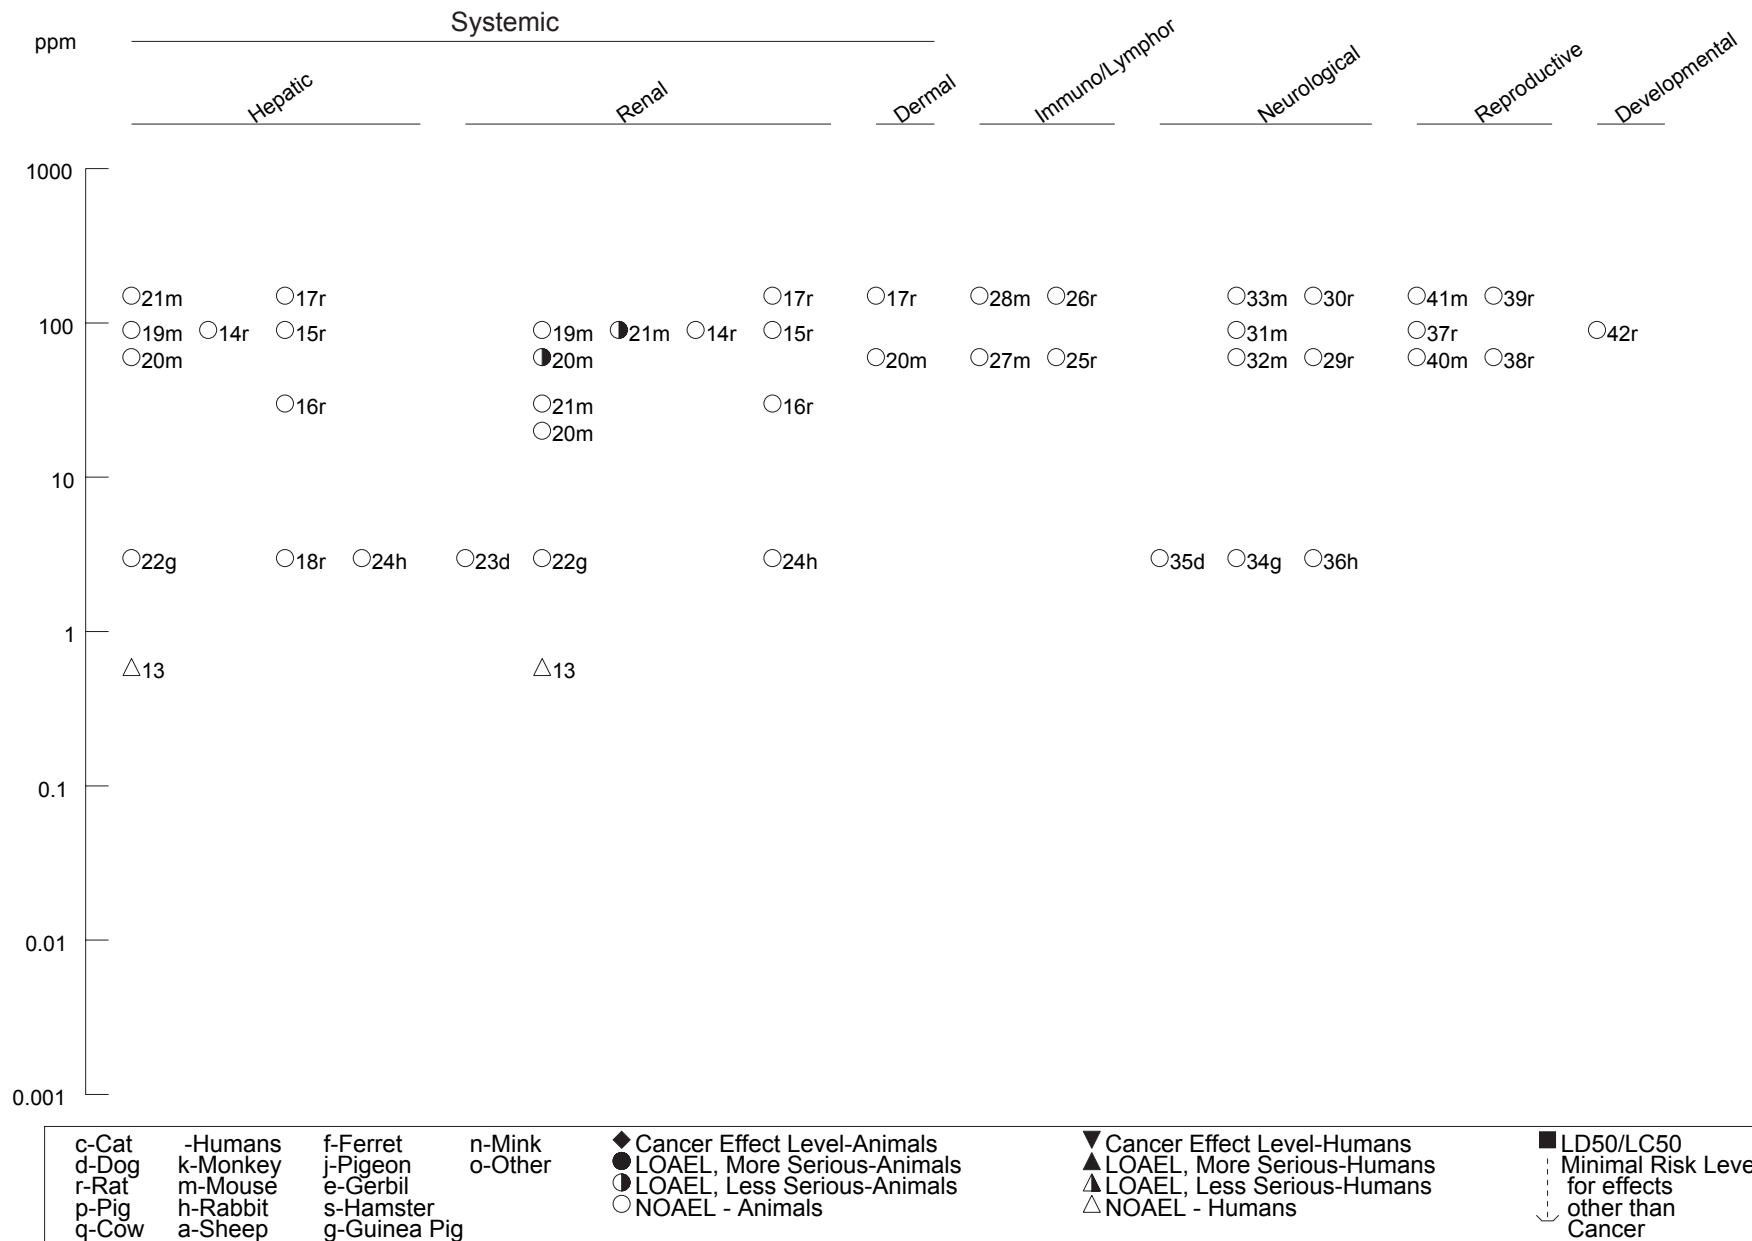 Systemic
ppm
Hepatic Renal Dermal Immuno/Lymphor Neurological Reproductive Developmental
1000
21m 17r 17r 17r 28m 26r 33m 30r 41m 39r
100
19m 14r 15r 19m 21m 14r 15r 31m 37r 42r
20m 20m 20m 27m 25r 32m 29r 40m 38r
16r 21m 16r
20m
10
22g 18r 24h 23d 22g 24h 35d 34g 36h
1
13 13
0.1
0.01
0.001
c-Cat -Humans f-Ferret n-Mink Cancer Effect Level-Animals Cancer Effect Level-Humans LD50/LC50
d-Dog k-Monkey j-Pigeon o-Other LOAEL, More Serious-Animals LOAEL, More Serious-Humans Minimal Risk Leve
r-Rat m-Mouse e-Gerbil LOAEL, Less Serious-Animals LOAEL, Less Serious-Humans for effects
p-Pig h-Rabbit s-Hamster NOAEL - Animals NOAEL - Humans other than
q-Cow a-Sheep g-Guinea Pig Cancer